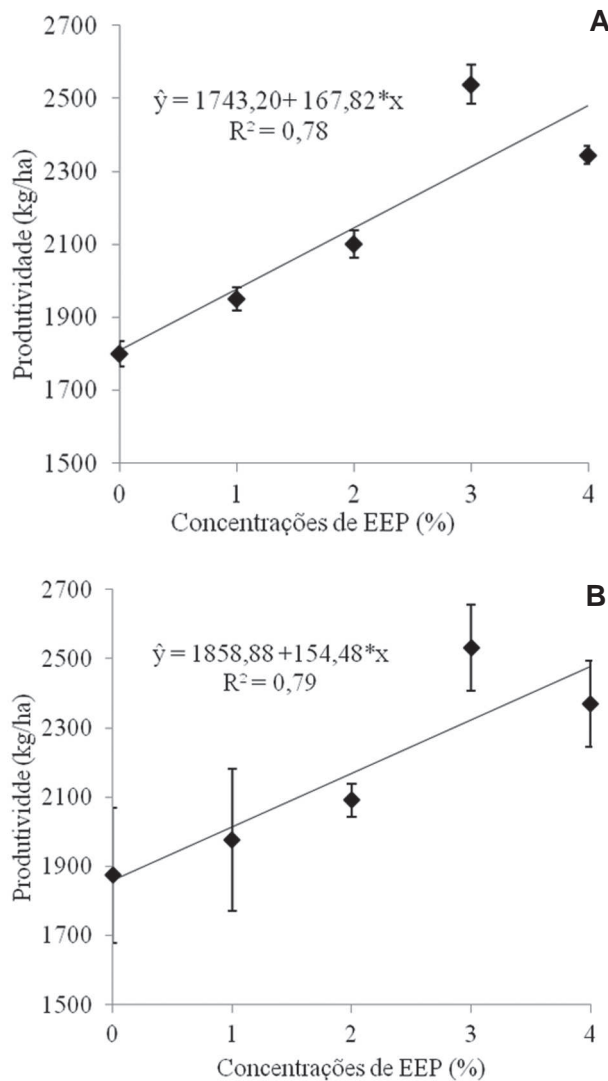 A
2700
2500
2300
2100
1900
1700
1500
Produtividade (kg/ha)
ŷ = 1743,20+ 167,82*x
R² = 0,78
0 1 2 3 4
Concentrações de EEP (%)
B
2700
2500
2300
2100
1900
1700
1500
Produtividde (kg/ha)
ŷ = 1858,88 +154,48*x
R² = 0,79
0 1 2 3 4
Concentrações de EEP (%)